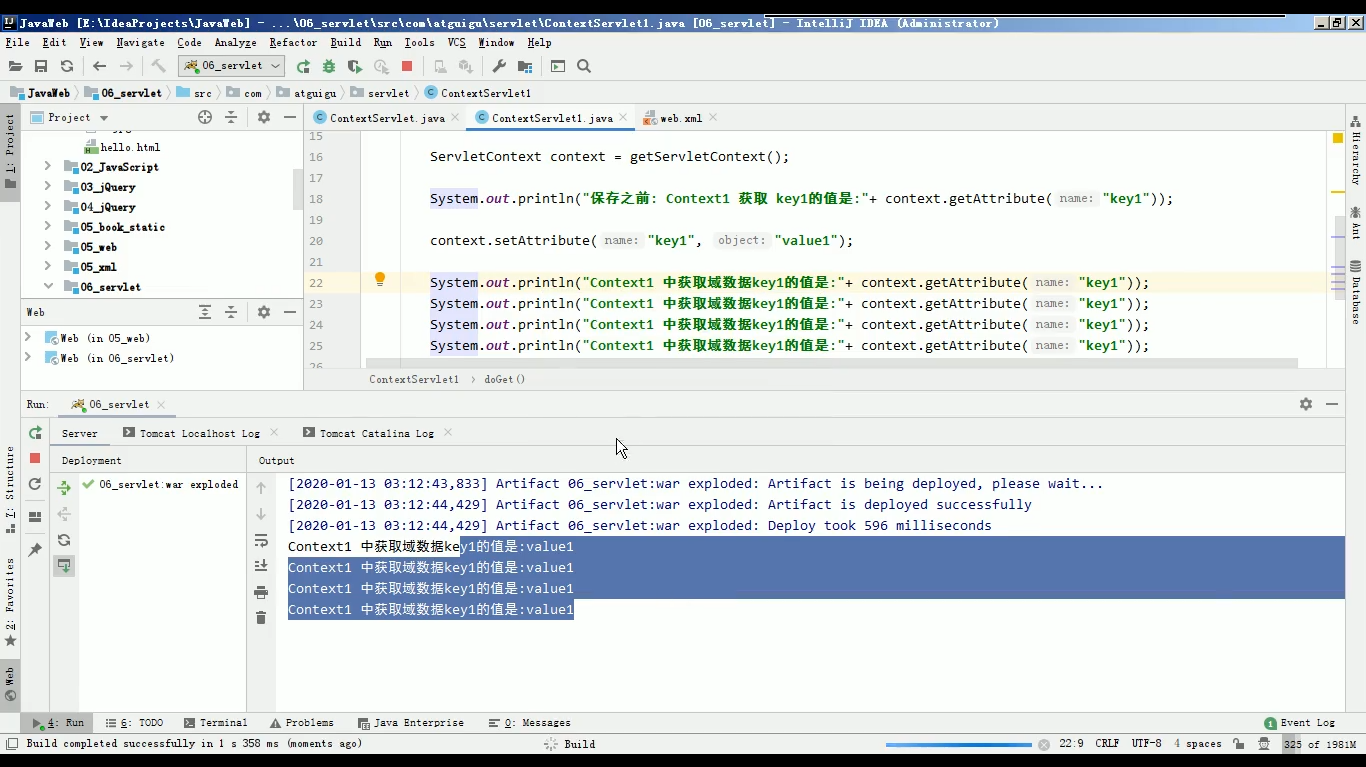 JavaWeb [E:\IdeaProjects\JavaWeb] - ...\06_servlet\src\com\atguigu\servlet\ContextServlet1.java [06_servlet] - IntelliJ IDEA (Administrator)
File Edit View Navigate Code Analyze Refactor Build Run Tools VCS Window Help
06_servlet
JavaWeb 06_servlet src com atguigu servlet ContextServlet1
Project
ContextServlet.java ContextServlet1.java web.xml
hello.html
02_JavaScript
03_jQuery
04_jQuery
05_book_static
05_web
05_xml
06_servlet
Web
Web (in 05_web)
Web (in 06_servlet)
15
16 ServletContext context = getServletContext();
17
18 System.out.println("保存之前: Context1 获取 key1的值是:"+ context.getAttribute( name: "key1"));
19
20 context.setAttribute( name: "key1", object: "value1");
21
22 System.out.println("Context1 中获取域数据key1的值是:"+ context.getAttribute( name: "key1"));
23 System.out.println("Context1 中获取域数据key1的值是:"+ context.getAttribute( name: "key1"));
24 System.out.println("Context1 中获取域数据key1的值是:"+ context.getAttribute( name: "key1"));
25 System.out.println("Context1 中获取域数据key1的值是:"+ context.getAttribute( name: "key1"));
26
ContextServlet1 > doGet()
1: Project
Z: Structure
2: Favorites
Web
Hierarchy
Ant
Database
Run: 06_servlet
Server Tomcat Localhost Log Tomcat Catalina Log
Deployment Output
06_servlet:war exploded
[2020-01-13 03:12:43,833] Artifact 06_servlet:war exploded: Artifact is being deployed, please wait...
[2020-01-13 03:12:44,429] Artifact 06_servlet:war exploded: Artifact is deployed successfully
[2020-01-13 03:12:44,429] Artifact 06_servlet:war exploded: Deploy took 596 milliseconds
Context1 中获取域数据key1的值是:value1
Context1 中获取域数据key1的值是:value1
Context1 中获取域数据key1的值是:value1
Context1 中获取域数据key1的值是:value1
4: Run 6: TODO Terminal Problems Java Enterprise 0: Messages 1 Event Log
Build completed successfully in 1 s 358 ms (moments ago) Build 22:9 CRLF UTF-8 4 spaces 325 of 1981M